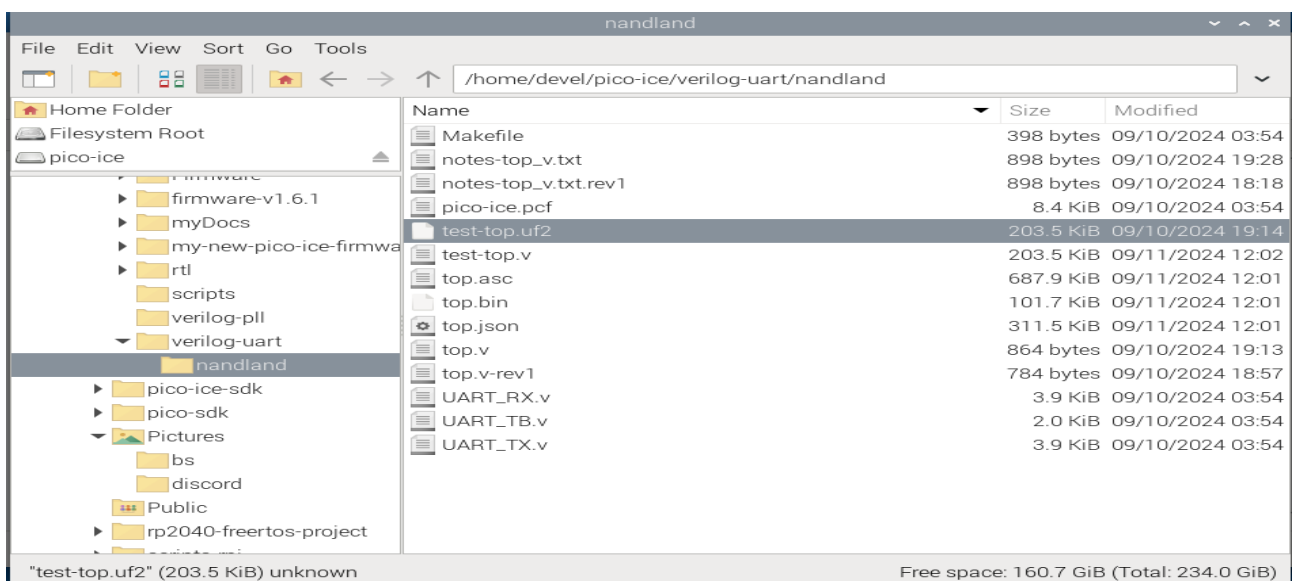 nandland
File Edit View Sort Go Tools
/home/devel/pico-ice/verilog-uart/nandland
Home Folder
Filesystem Root
pico-ice
firmware-v1.6.1
myDocs
my-new-pico-ice-firmwa
rtl
scripts
verilog-pll
verilog-uart
nandland
pico-ice-sdk
pico-sdk
Pictures
bs
discord
Public
rp2040-freertos-project
Name Size Modified
Makefile 398 bytes 09/10/2024 03:54
notes-top_v.txt 898 bytes 09/10/2024 19:28
notes-top_v.txt.rev1 898 bytes 09/10/2024 18:18
pico-ice.pcf 8.4 KiB 09/10/2024 03:54
test-top.uf2 203.5 KiB 09/10/2024 19:14
test-top.v 203.5 KiB 09/11/2024 12:02
top.asc 687.9 KiB 09/11/2024 12:01
top.bin 101.7 KiB 09/11/2024 12:01
top.json 311.5 KiB 09/11/2024 12:01
top.v 864 bytes 09/10/2024 19:13
top.v-rev1 784 bytes 09/10/2024 18:57
UART_RX.v 3.9 KiB 09/10/2024 03:54
UART_TB.v 2.0 KiB 09/10/2024 03:54
UART_TX.v 3.9 KiB 09/10/2024 03:54
"test-top.uf2" (203.5 KiB) unknown Free space: 160.7 GiB (Total: 234.0 GiB)